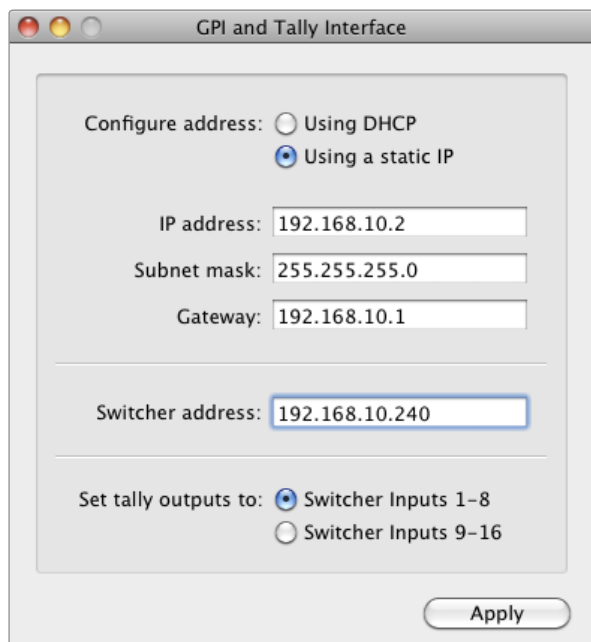 GPI and Tally Interface
Configure address: Using DHCP
Using a static IP
IP address: 192.168.10.2
Subnet mask: 255.255.255.0
Gateway: 192.168.10.1
Switcher address: 192.168.10.240
Set tally outputs to: Switcher Inputs 1-8
Switcher Inputs 9-16
Apply